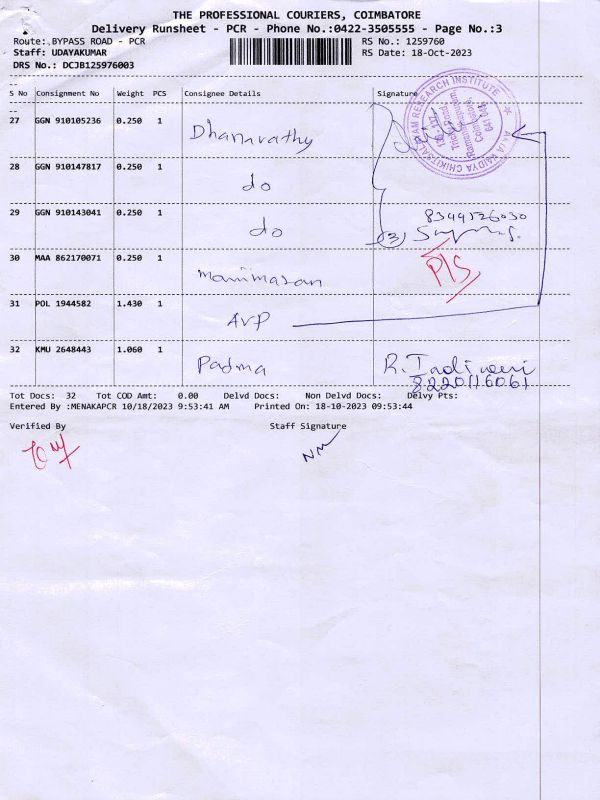 THE PROFESSIONAL COURIERS, COIMBATORE
Delivery Runsheet - PCR - Phone No.:0422-3505555 - Page No.:3
Route:.BYPASS ROAD - PCR
RS No.: 1259760
Staff: UDAYAKUMAR
RS Date: 18-Oct-2023
DRS No.: DCJB125976003
S No Consignment No Weight PCS Consignee Details Signature
27 GGN 910105236 0.250 1
28 GGN 910147817 0.250 1 do
29 GGN 910143041 0.250 1 do
8344526030
(3)
30 MAA 862170071 0.250 1 Manimaran
P/S
31 POL 1944582 1.430 1 AVP
32 KMU 2648443 1.060 1 Padma
8220116061
Tot Docs: 32 Tot COD Amt: 0.00 Delvd Docs: Non Delvd Docs: Delvy Pts:
Entered By :MENAKAPCR 10/18/2023 9:53:41 AM Printed On: 18-10-2023 09:53:44
Verified By Staff Signature